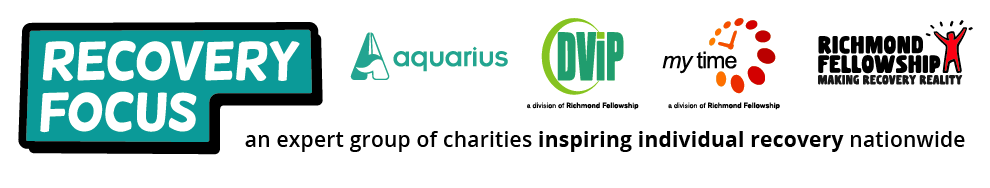 RECOVERY
FOCUS
aquarius
DViP
a division of Richmond Fellowship
my time
a division of Richmond Fellowship
RICHMOND
FELLOWSHIP
MAKING RECOVERY REALITY
an expert group of charities inspiring individual recovery nationwide